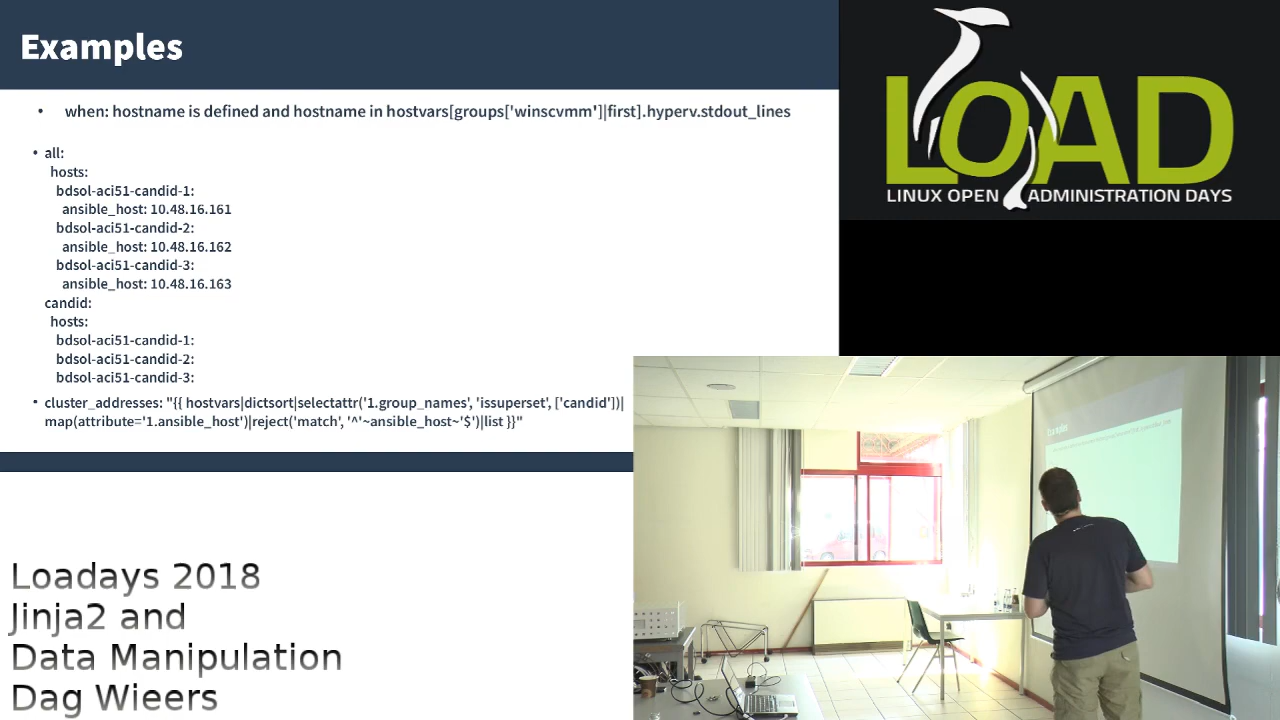 Examples
• when: hostname is defined and hostname in hostvars[groups['winscvmm']|first].hyperv.stdout_lines
• all:
hosts:
bdsol-aci51-candid-1:
ansible_host: 10.48.16.161
bdsol-aci51-candid-2:
ansible_host: 10.48.16.162
bdsol-aci51-candid-3:
ansible_host: 10.48.16.163
candid:
hosts:
bdsol-aci51-candid-1:
bdsol-aci51-candid-2:
bdsol-aci51-candid-3:
• cluster_addresses: "{{ hostvars|dictsort|selectattr('1.group_names', 'issuperset', ['candid'])|
map(attribute='1.ansible_host')|reject('match', '^'~ansible_host~'$')|list }}"
LOAD
LINUX OPEN ADMINISTRATION DAYS
Examples
Loadays 2018
Jinja2 and
Data Manipulation
Dag Wieers